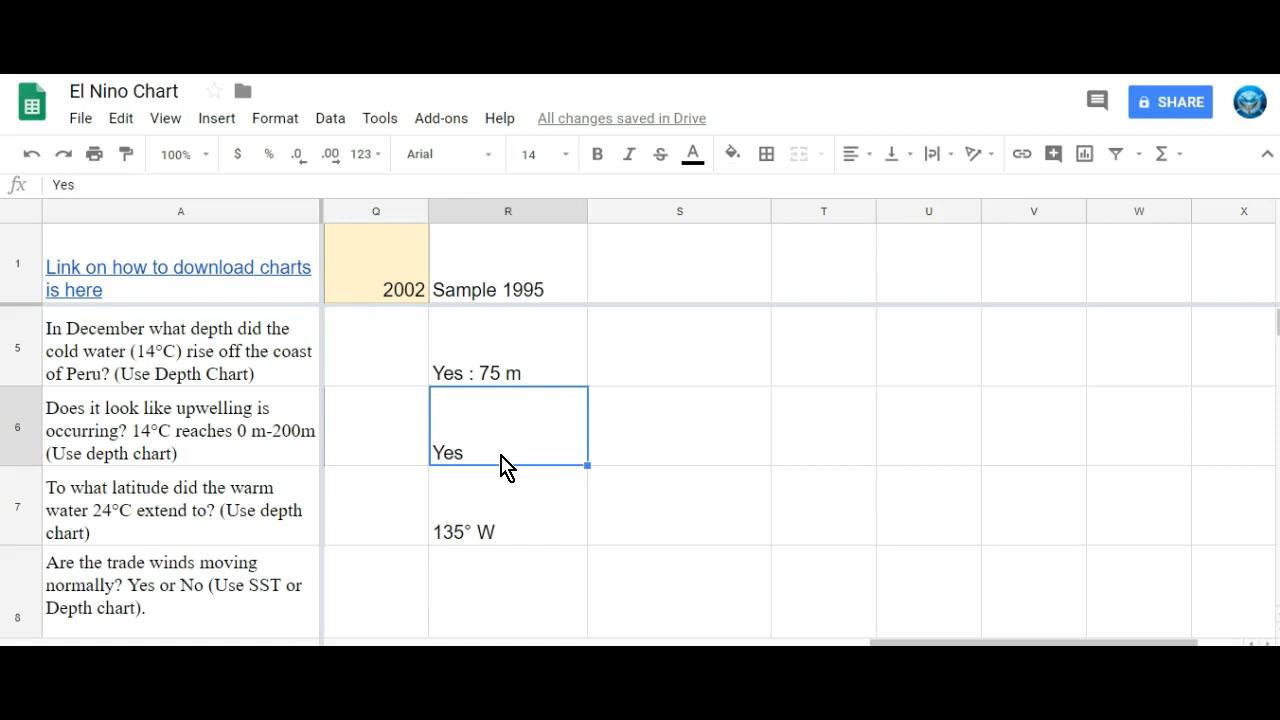 El Nino Chart
SHARE
File Edit View Insert Format Data Tools Add-ons Help All changes saved in Drive
100% $ % .0 .00 123 Arial 14 B I S A Σ
fx Yes
A Q R S T U V W X
1
Link on how to download charts
is here
2002
Sample 1995
5
In December what depth did the
cold water (14°C) rise off the coast
of Peru? (Use Depth Chart)
Yes : 75 m
6
Does it look like upwelling is
occurring? 14°C reaches 0 m-200m
(Use depth chart)
Yes
7
To what latitude did the warm
water 24°C extend to? (Use depth
chart)
135° W
8
Are the trade winds moving
normally? Yes or No (Use SST or
Depth chart).